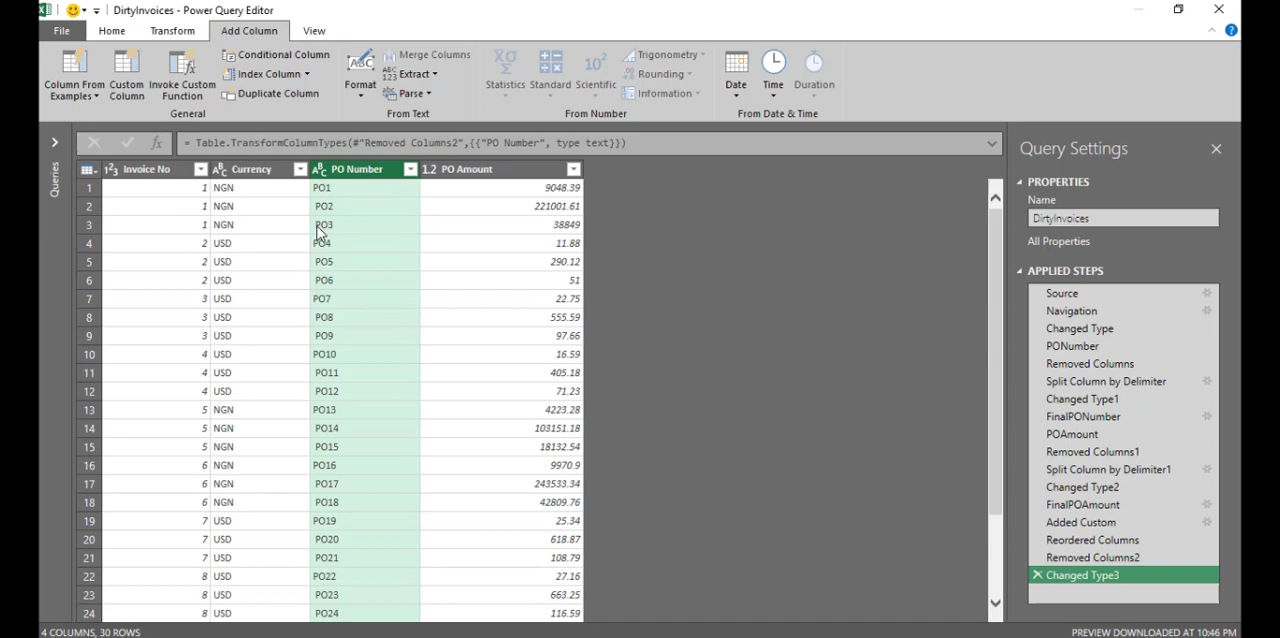 DirtyInvoices - Power Query Editor
File Home Transform Add Column View
Column From Examples
Custom Column
Invoke Custom Function
Conditional Column
Index Column
Duplicate Column
General
Format
Merge Columns
Extract
Parse
From Text
Statistics
Standard
Scientific
Trigonometry
Rounding
Information
From Number
Date
Time
Duration
From Date & Time
Queries
= Table.TransformColumnTypes(#"Removed Columns2",{{"PO Number", type text}})
Invoice No Currency PO Number PO Amount
1 1 NGN PO1 9048.39
2 1 NGN PO2 221001.61
3 1 NGN PO3 38849
4 2 USD PO4 11.88
5 2 USD PO5 290.12
6 2 USD PO6 51
7 3 USD PO7 22.75
8 3 USD PO8 555.59
9 3 USD PO9 97.66
10 4 USD PO10 16.59
11 4 USD PO11 405.18
12 4 USD PO12 71.23
13 5 NGN PO13 4223.28
14 5 NGN PO14 103151.18
15 5 NGN PO15 18132.54
16 6 NGN PO16 9970.9
17 6 NGN PO17 243533.34
18 6 NGN PO18 42809.76
19 7 USD PO19 25.34
20 7 USD PO20 618.87
21 7 USD PO21 108.79
22 8 USD PO22 27.16
23 8 USD PO23 663.25
24 8 USD PO24 116.59
Query Settings
PROPERTIES
Name
DirtyInvoices
All Properties
APPLIED STEPS
Source
Navigation
Changed Type
PONumber
Removed Columns
Split Column by Delimiter
Changed Type1
FinalPONumber
POAmount
Removed Columns1
Split Column by Delimiter1
Changed Type2
FinalPOAmount
Added Custom
Reordered Columns
Removed Columns2
Changed Type3
4 COLUMNS, 30 ROWS
PREVIEW DOWNLOADED AT 10:46 PM